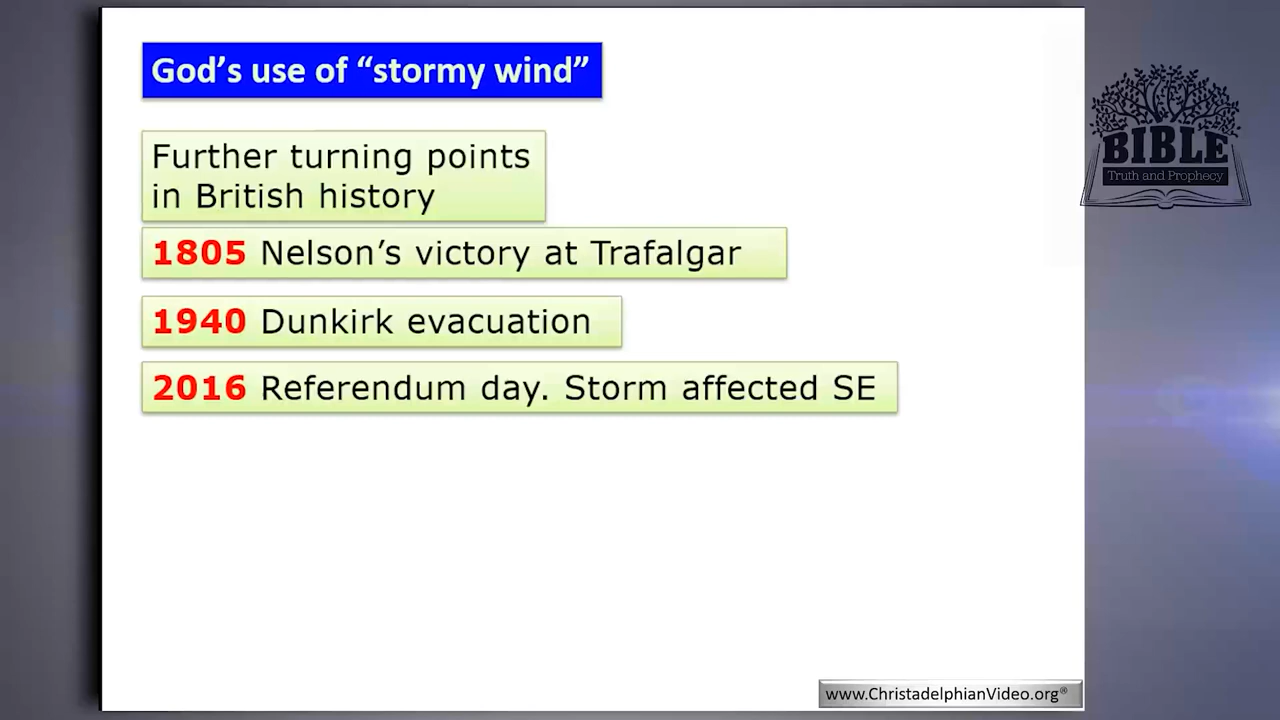 God's use of “stormy wind”
Further turning points
in British history
1805 Nelson's victory at Trafalgar
1940 Dunkirk evacuation
2016 Referendum day. Storm affected SE
BIBLE
Truth and Prophecy
www.ChristadelphianVideo.org®